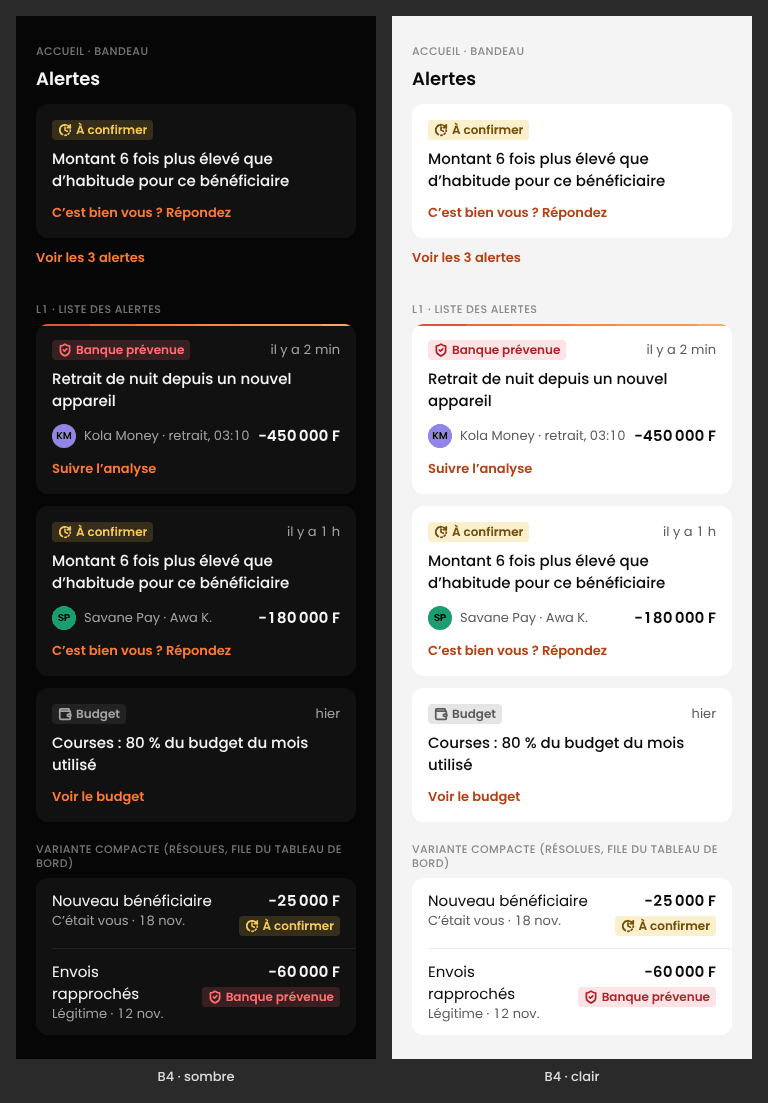 ACCUEIL · BANDEAU
Alertes
À confirmer
Montant 6 fois plus élevé que
d’habitude pour ce bénéficiaire
C’est bien vous ? Répondez
Voir les 3 alertes
L1 · LISTE DES ALERTES
Banque prévenue il y a 2 min
Retrait de nuit depuis un nouvel
appareil
KM Kola Money · retrait, 03:10 -450 000 F
Suivre l’analyse
À confirmer il y a 1 h
Montant 6 fois plus élevé que
d’habitude pour ce bénéficiaire
SP Savane Pay · Awa K. -180 000 F
C’est bien vous ? Répondez
Budget hier
Courses : 80 % du budget du mois
utilisé
Voir le budget
VARIANTE COMPACTE (RÉSOLUES, FILE DU TABLEAU DE
BORD)
Nouveau bénéficiaire -25 000 F
C’était vous · 18 nov. À confirmer
Envois -60 000 F
rapprochés Banque prévenue
Légitime · 12 nov.
B4 · sombre
ACCUEIL · BANDEAU
Alertes
À confirmer
Montant 6 fois plus élevé que
d’habitude pour ce bénéficiaire
C’est bien vous ? Répondez
Voir les 3 alertes
L1 · LISTE DES ALERTES
Banque prévenue il y a 2 min
Retrait de nuit depuis un nouvel
appareil
KM Kola Money · retrait, 03:10 -450 000 F
Suivre l’analyse
À confirmer il y a 1 h
Montant 6 fois plus élevé que
d’habitude pour ce bénéficiaire
SP Savane Pay · Awa K. -180 000 F
C’est bien vous ? Répondez
Budget hier
Courses : 80 % du budget du mois
utilisé
Voir le budget
VARIANTE COMPACTE (RÉSOLUES, FILE DU TABLEAU DE
BORD)
Nouveau bénéficiaire -25 000 F
C’était vous · 18 nov. À confirmer
Envois -60 000 F
rapprochés Banque prévenue
Légitime · 12 nov.
B4 · clair